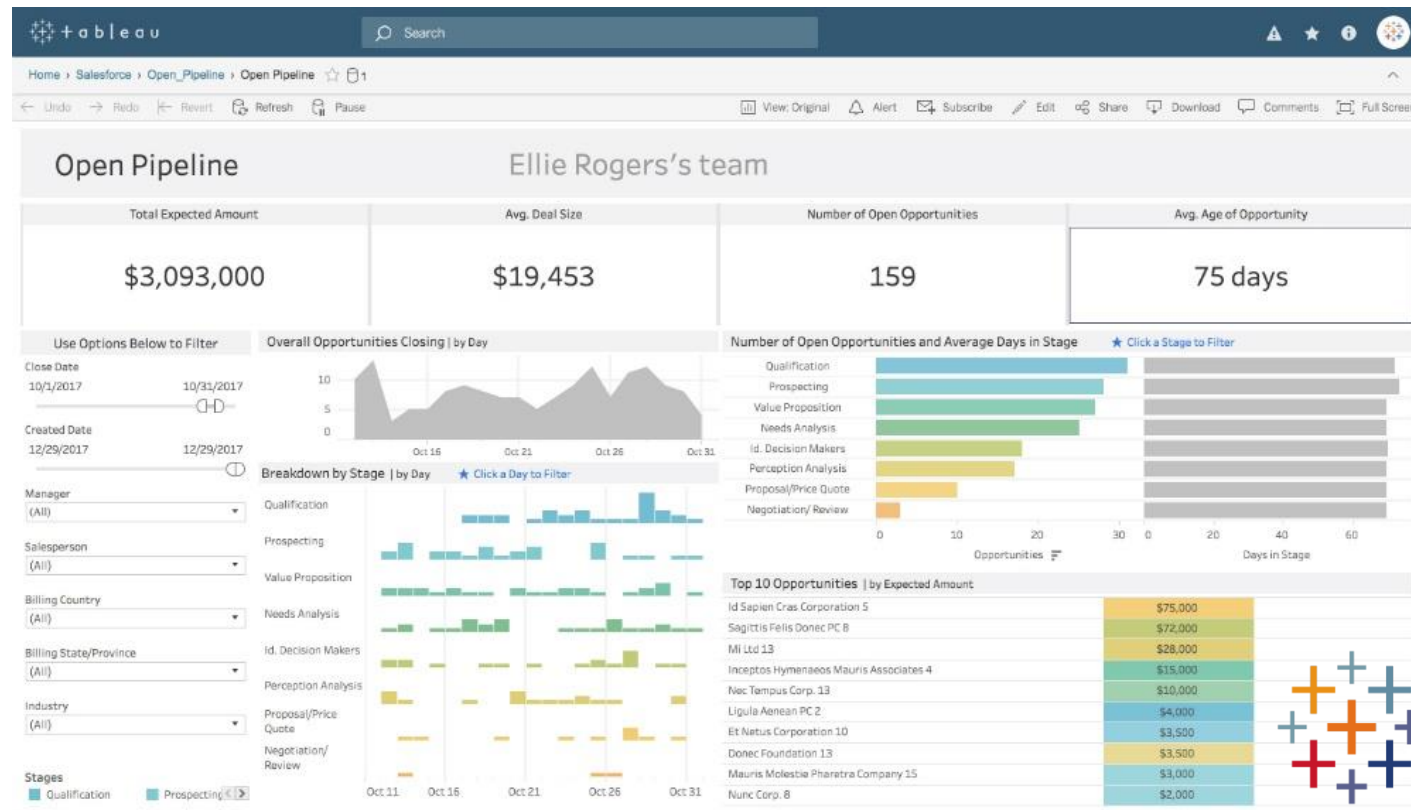 tableau
Search
Home › Salesforce › Open_Pipeline › Open Pipeline 1
Undo Redo Revert Refresh Pause
View: Original Alert Subscribe Edit Share Download Comments Full Screen
Open Pipeline
Ellie Rogers's team
Total Expected Amount
$3,093,000
Avg. Deal Size
$19,453
Number of Open Opportunities
159
Avg. Age of Opportunity
75 days
Use Options Below to Filter
Close Date
10/1/2017 10/31/2017
Created Date
12/29/2017 12/29/2017
Manager
(All)
Salesperson
(All)
Billing Country
(All)
Billing State/Province
(All)
Industry
(All)
Stages
Qualification Prospecting
Overall Opportunities Closing | by Day
10
5
0
Oct 16 Oct 21 Oct 26 Oct 31
Breakdown by Stage | by Day ★ Click a Day to Filter
Qualification
Prospecting
Value Proposition
Needs Analysis
Id. Decision Makers
Perception Analysis
Proposal/Price
Quote
Negotiation/
Review
Oct 11 Oct 16 Oct 21 Oct 26 Oct 31
Number of Open Opportunities and Average Days in Stage ★ Click a Stage to Filter
Qualification
Prospecting
Value Proposition
Needs Analysis
Id. Decision Makers
Perception Analysis
Proposal/Price Quote
Negotiation/ Review
0 10 20 30 0 20 40 60
Opportunities Days in Stage
Top 10 Opportunities | by Expected Amount
Id Sapien Cras Corporation 5 $75,000
Sagittis Felis Donec PC 8 $72,000
Mi Ltd 13 $28,000
Inceptos Hymenaeos Mauris Associates 4 $15,000
Nec Tempus Corp. 13 $10,000
Ligula Aenean PC 2 $4,000
Et Netus Corporation 10 $3,500
Donec Foundation 13 $3,500
Mauris Molestie Pharetra Company 15 $3,000
Nunc Corp. 8 $2,000